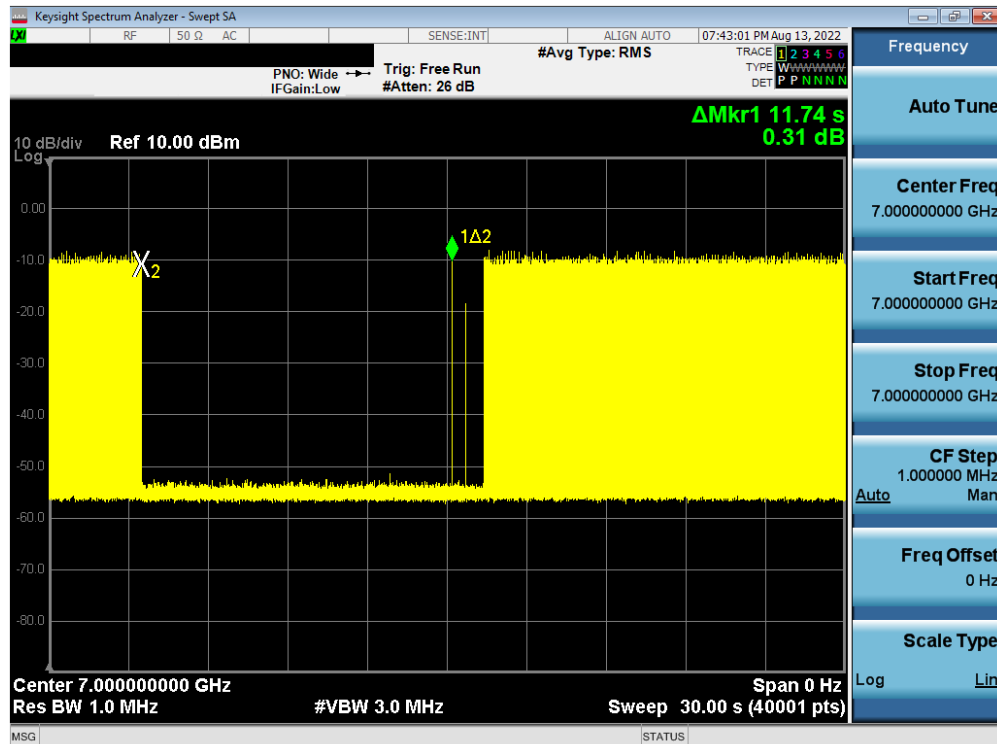 Keysight Spectrum Analyzer - Swept SA
LXI RF 50 Ω AC SENSE:INT ALIGN AUTO 07:43:01 PM Aug 13, 2022
PNO: Wide
IFGain:Low
Trig: Free Run
#Atten: 26 dB
#Avg Type: RMS
TRACE 1 2 3 4 5 6
TYPE WWWWWW
DET P P N N N N
ΔMkr1 11.74 s
0.31 dB
10 dB/div
Log
Ref 10.00 dBm
0.00
-10.0
-20.0
-30.0
-40.0
-50.0
-60.0
-70.0
-80.0
1Δ2
2
Center 7.000000000 GHz
Span 0 Hz
Res BW 1.0 MHz
#VBW 3.0 MHz
Sweep 30.00 s (40001 pts)
MSG
STATUS
Frequency
Auto Tune
Center Freq
7.000000000 GHz
Start Freq
7.000000000 GHz
Stop Freq
7.000000000 GHz
CF Step
1.000000 MHz
Auto Man
Freq Offset
0 Hz
Scale Type
Log Lin